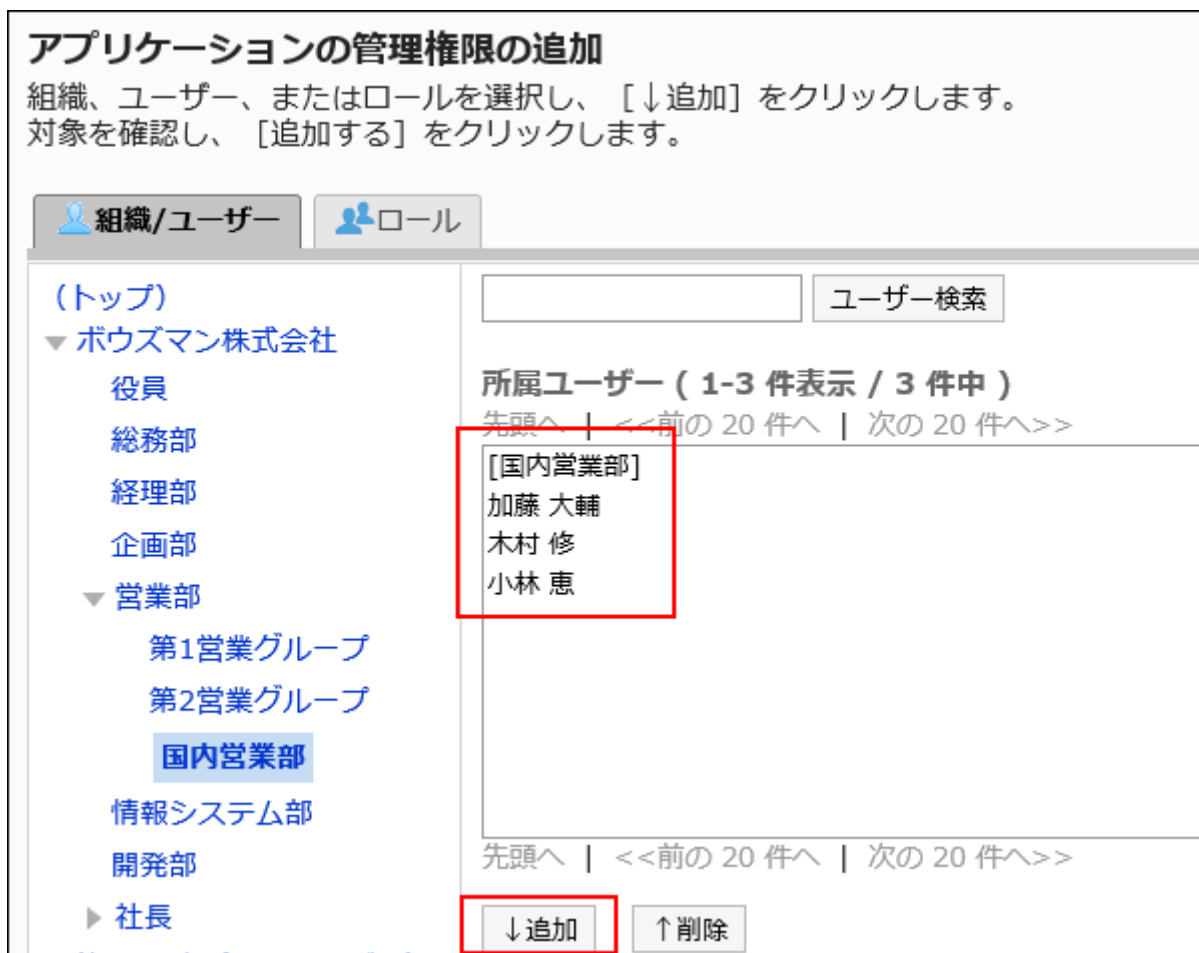 アプリケーションの管理権限の追加
組織、ユーザー、またはロールを選択し、 [↓追加] をクリックします。
対象を確認し、 [追加する] をクリックします。
組織/ユーザー
ロール
(トップ)
ボウズマン株式会社
役員
総務部
経理部
企画部
営業部
第1営業グループ
第2営業グループ
国内営業部
情報システム部
開発部
社長
ユーザー検索
所属ユーザー ( 1-3 件表示 / 3 件中 )
先頭へ | <<前の 20 件へ | 次の 20 件へ>>
[国内営業部]
加藤 大輔
木村 修
小林 恵
先頭へ | <<前の 20 件へ | 次の 20 件へ>>
↓追加
↑削除